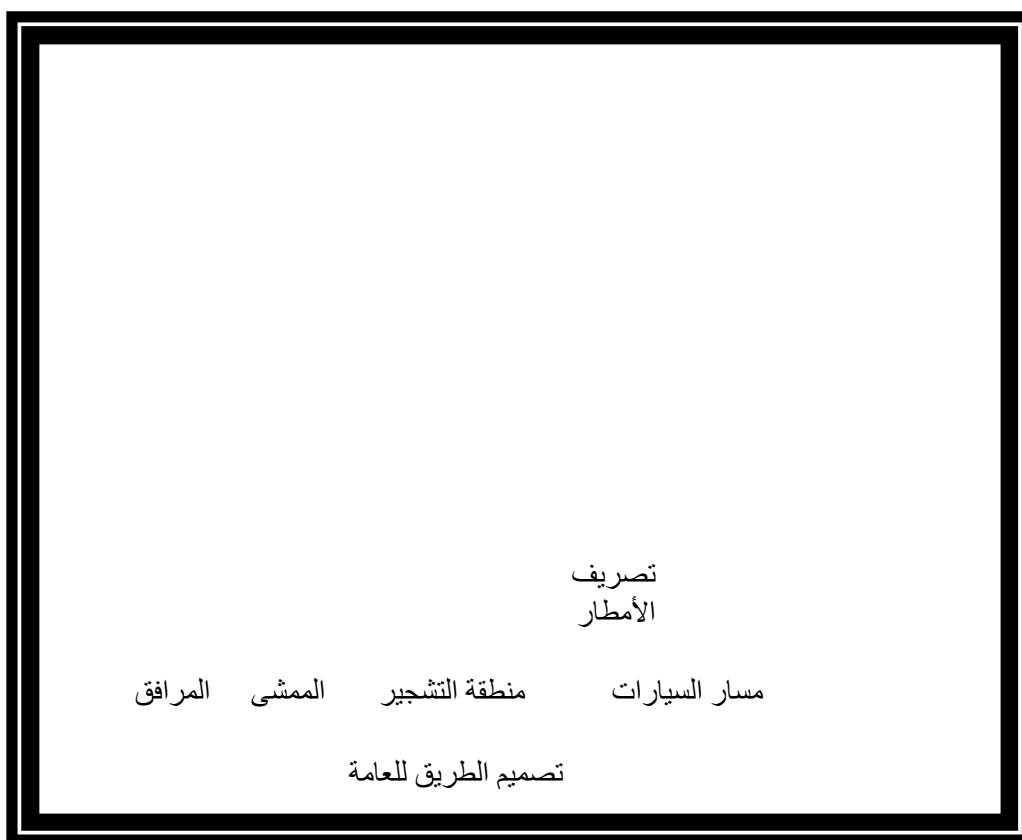 تصريف
الأمطار
مسار السيارات منطقة التشجير الممشى المرافق
تصميم الطريق للعامة